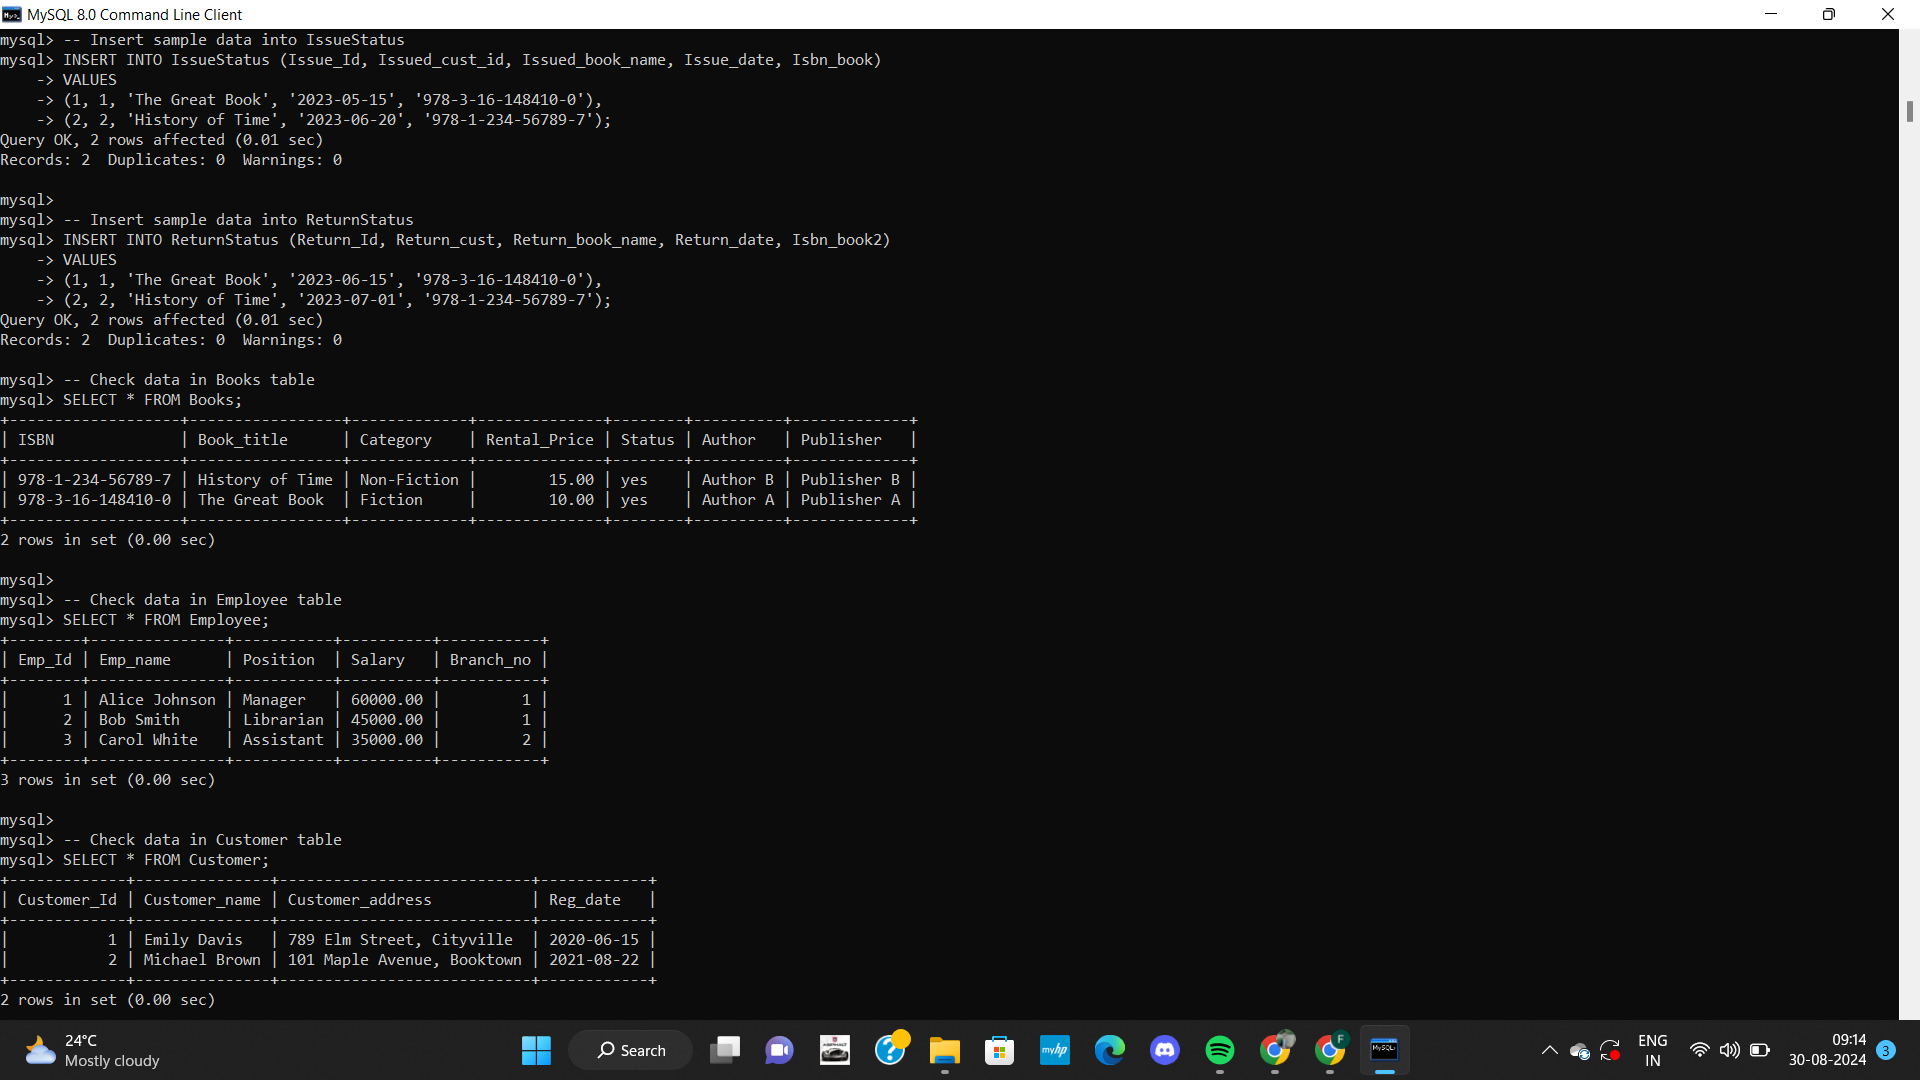 MySQL 8.0 Command Line Client
mysql> -- Insert sample data into IssueStatus
mysql> INSERT INTO IssueStatus (Issue_Id, Issued_cust_id, Issued_book_name, Issue_date, Isbn_book)
    -> VALUES
    -> (1, 1, 'The Great Book', '2023-05-15', '978-3-16-148410-0'),
    -> (2, 2, 'History of Time', '2023-06-20', '978-1-234-56789-7');
Query OK, 2 rows affected (0.01 sec)
Records: 2  Duplicates: 0  Warnings: 0
mysql>
mysql> -- Insert sample data into ReturnStatus
mysql> INSERT INTO ReturnStatus (Return_Id, Return_cust, Return_book_name, Return_date, Isbn_book2)
    -> VALUES
    -> (1, 1, 'The Great Book', '2023-06-15', '978-3-16-148410-0'),
    -> (2, 2, 'History of Time', '2023-07-01', '978-1-234-56789-7');
Query OK, 2 rows affected (0.01 sec)
Records: 2  Duplicates: 0  Warnings: 0
mysql> -- Check data in Books table
mysql> SELECT * FROM Books;
+-------------------+-----------------+-------------+--------------+--------+----------+-------------+
| ISBN              | Book_title      | Category    | Rental_Price | Status | Author   | Publisher   |
+-------------------+-----------------+-------------+--------------+--------+----------+-------------+
| 978-1-234-56789-7 | History of Time | Non-Fiction |        15.00 | yes    | Author B | Publisher B |
| 978-3-16-148410-0 | The Great Book  | Fiction     |        10.00 | yes    | Author A | Publisher A |
+-------------------+-----------------+-------------+--------------+--------+----------+-------------+
2 rows in set (0.00 sec)
mysql>
mysql> -- Check data in Employee table
mysql> SELECT * FROM Employee;
+--------+---------------+-----------+----------+-----------+
| Emp_Id | Emp_name      | Position  | Salary   | Branch_no |
+--------+---------------+-----------+----------+-----------+
|      1 | Alice Johnson | Manager   | 60000.00 |         1 |
|      2 | Bob Smith     | Librarian | 45000.00 |         1 |
|      3 | Carol White   | Assistant | 35000.00 |         2 |
+--------+---------------+-----------+----------+-----------+
3 rows in set (0.00 sec)
mysql>
mysql> -- Check data in Customer table
mysql> SELECT * FROM Customer;
+-------------+---------------+----------------------------+------------+
| Customer_Id | Customer_name | Customer_address           | Reg_date   |
+-------------+---------------+----------------------------+------------+
|           1 | Emily Davis   | 789 Elm Street, Cityville  | 2020-06-15 |
|           2 | Michael Brown | 101 Maple Avenue, Booktown | 2021-08-22 |
+-------------+---------------+----------------------------+------------+
2 rows in set (0.00 sec)
24°C
Mostly cloudy
Search
myhp
F
MySQL
ENG
IN
09:14
30-08-2024
3